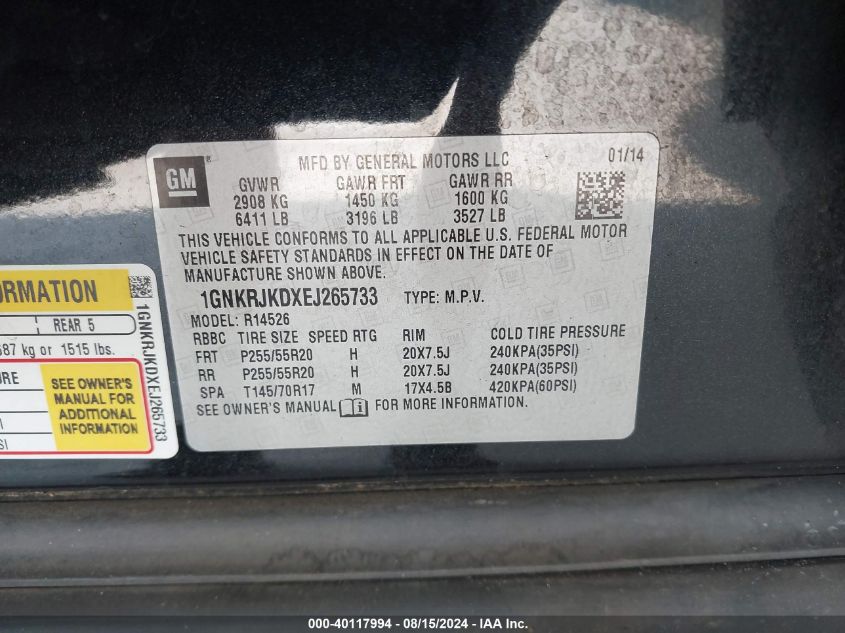 GM
MFD BY GENERAL MOTORS LLC 01/14
GVWR GAWR FRT GAWR RR
2908 KG 1450 KG 1600 KG
6411 LB 3196 LB 3527 LB
THIS VEHICLE CONFORMS TO ALL APPLICABLE U.S. FEDERAL MOTOR
VEHICLE SAFETY STANDARDS IN EFFECT ON THE DATE OF
MANUFACTURE SHOWN ABOVE.
1GNKRJKDXEJ265733 TYPE: M.P.V.
MODEL: R14526
RBBC TIRE SIZE SPEED RTG RIM COLD TIRE PRESSURE
FRT P255/55R20 H 20X7.5J 240KPA(35PSI)
RR P255/55R20 H 20X7.5J 240KPA(35PSI)
SPA T145/70R17 M 17X4.5B 420KPA(60PSI)
SEE OWNER'S MANUAL FOR MORE INFORMATION
ORMATION
REAR 5
687 kg or 1515 lbs.
SEE OWNER'S
MANUAL FOR
ADDITIONAL
INFORMATION
1GNKRJKDXEJ265733
000-40117994 - 08/15/2024 - IAA Inc.